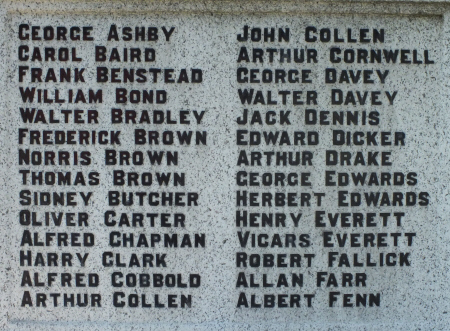 GEORGE ASHBY
CAROL BAIRD
FRANK BENSTEAD
WILLIAM BOND
WALTER BRADLEY
FREDERICK BROWN
NORRIS BROWN
THOMAS BROWN
SIDNEY BUTCHER
OLIVER CARTER
ALFRED CHAPMAN
HARRY CLARK
ALFRED COBBOLD
ARTHUR COLLEN
JOHN COLLEN
ARTHUR CORNWELL
GEORGE DAVEY
WALTER DAVEY
JACK DENNIS
EDWARD DICKER
ARTHUR DRAKE
GEORGE EDWARDS
HERBERT EDWARDS
HENRY EVERETT
VICARS EVERETT
ROBERT FALLICK
ALLAN FARR
ALBERT FENN